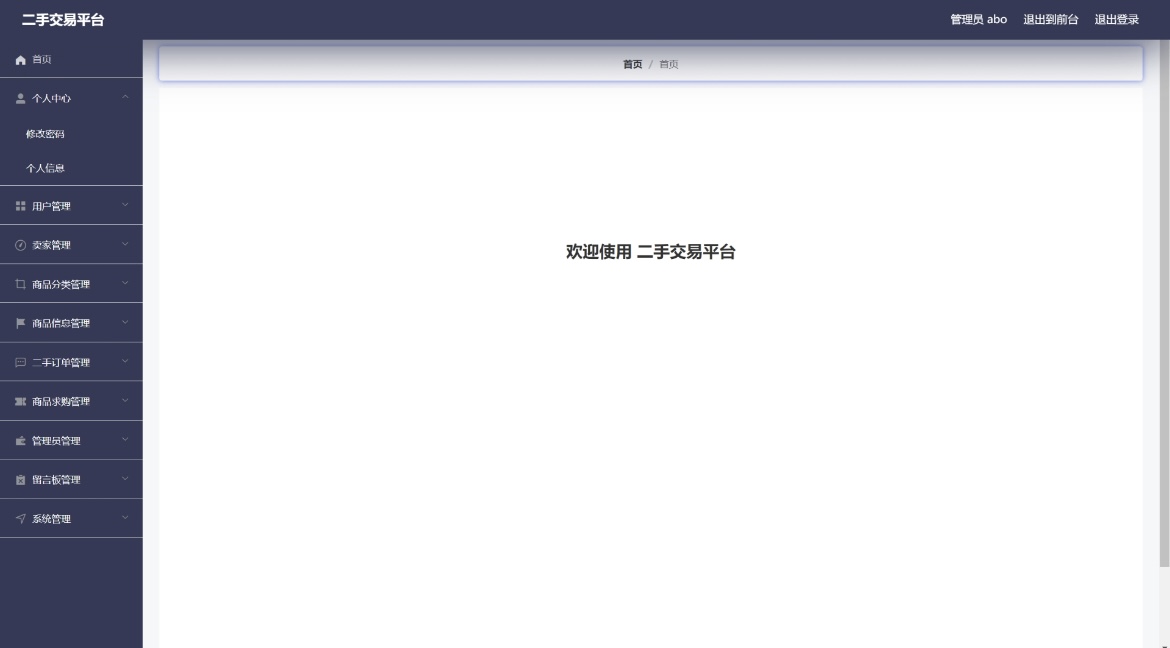 二手交易平台
管理员 abo 退出到前台 退出登录
首页
个人中心
修改密码
个人信息
用户管理
卖家管理
商品分类管理
商品信息管理
二手订单管理
商品求购管理
管理员管理
留言板管理
系统管理
首页 / 首页
欢迎使用 二手交易平台